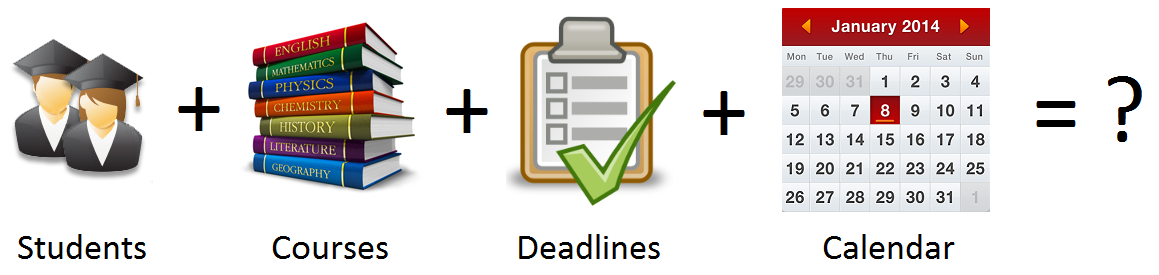 + + + = ?
ENGLISH
MATHEMATICS
PHYSICS
CHEMISTRY
HISTORY
LITERATURE
GEOGRAPHY
January 2014
Mon Tue Wed Thu Fri Sat Sun
29 30 31 1 2 3 4
5 6 7 8 9 10 11
12 13 14 15 16 17 18
19 20 21 22 23 24 25
26 27 28 29 30 31 1
Students Courses Deadlines Calendar